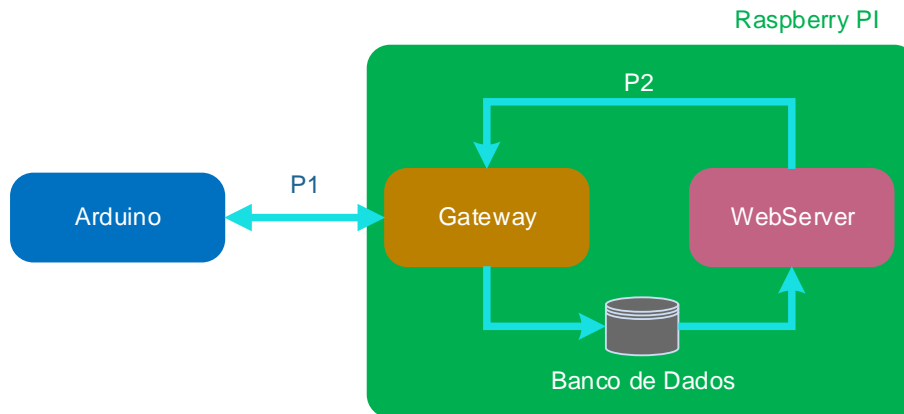 Raspberry PI
P2
P1
Arduino
Gateway
WebServer
Banco de Dados